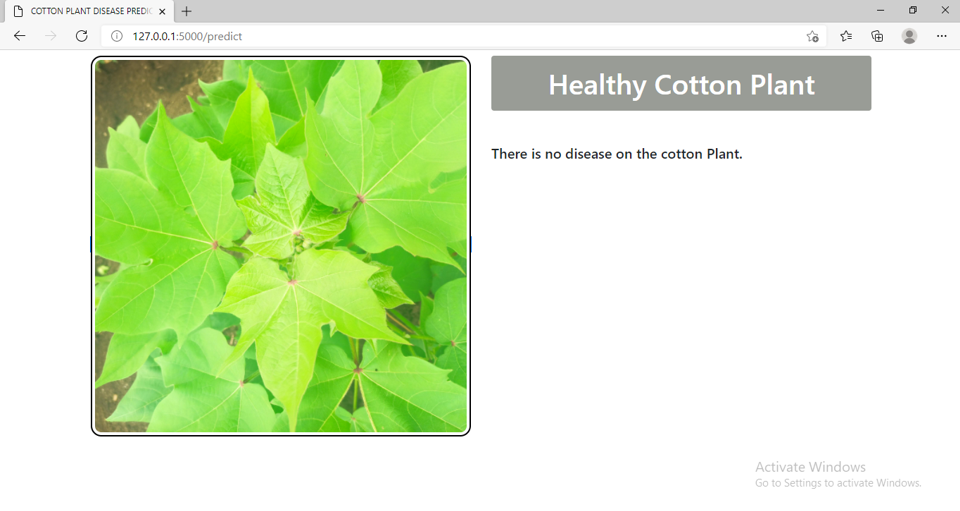 COTTON PLANT DISEASE PREDIC
127.0.0.1:5000/predict
Healthy Cotton Plant
There is no disease on the cotton Plant.
Activate Windows
Go to Settings to activate Windows.